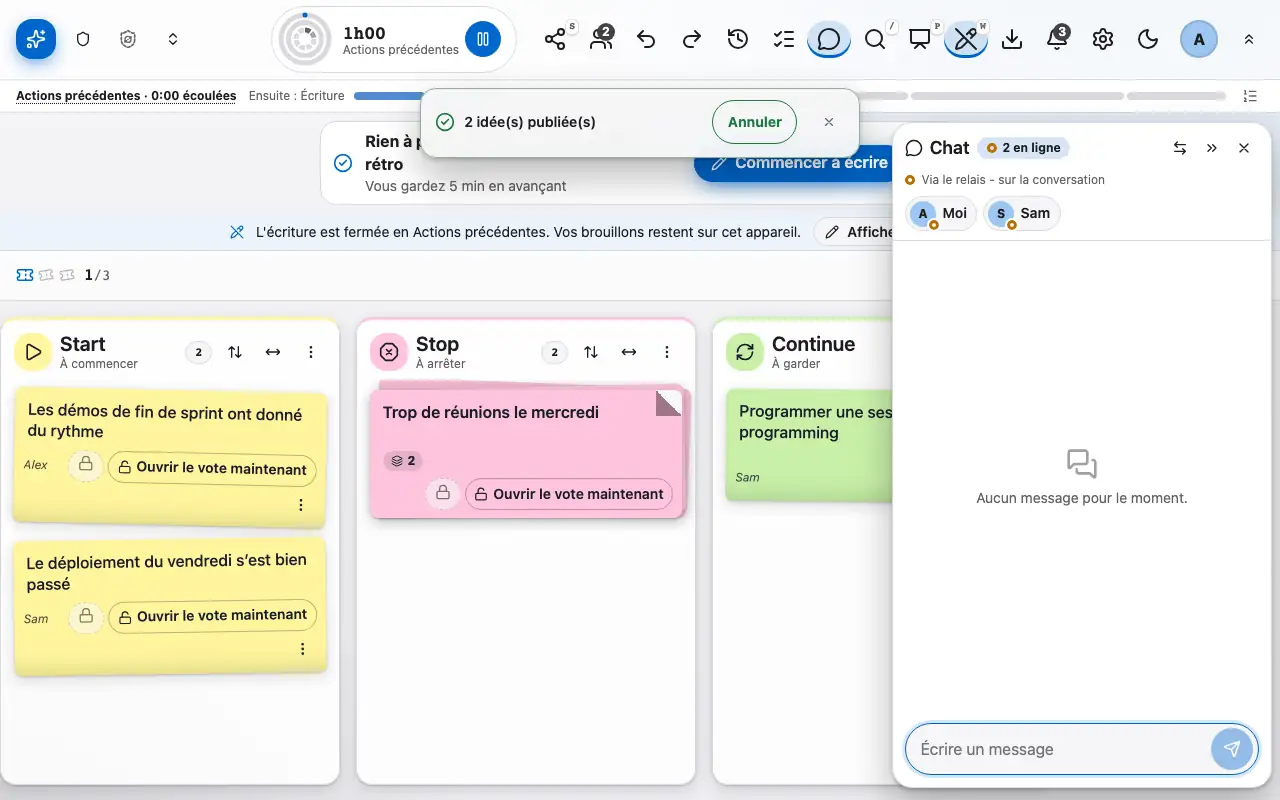 1h00
Actions précédentes
S
2
/
P
W
3
A
Actions précédentes · 0:00 écoulées
Ensuite : Écriture
2 idée(s) publiée(s)
Annuler
Rien à
rétro
Vous gardez 5 min en avançant
Commencer à écrire
L'écriture est fermée en Actions précédentes. Vos brouillons restent sur cet appareil.
Affiche
1/3
Chat
2 en ligne
Via le relais - sur la conversation
A Moi
S Sam
Aucun message pour le moment.
Écrire un message
Start
À commencer
2
Les démos de fin de sprint ont donné
du rythme
Alex
Ouvrir le vote maintenant
Le déploiement du vendredi s'est bien
passé
Sam
Ouvrir le vote maintenant
Stop
À arrêter
2
Trop de réunions le mercredi
2
Ouvrir le vote maintenant
Continue
À garder
Programmer une
programming
Sam